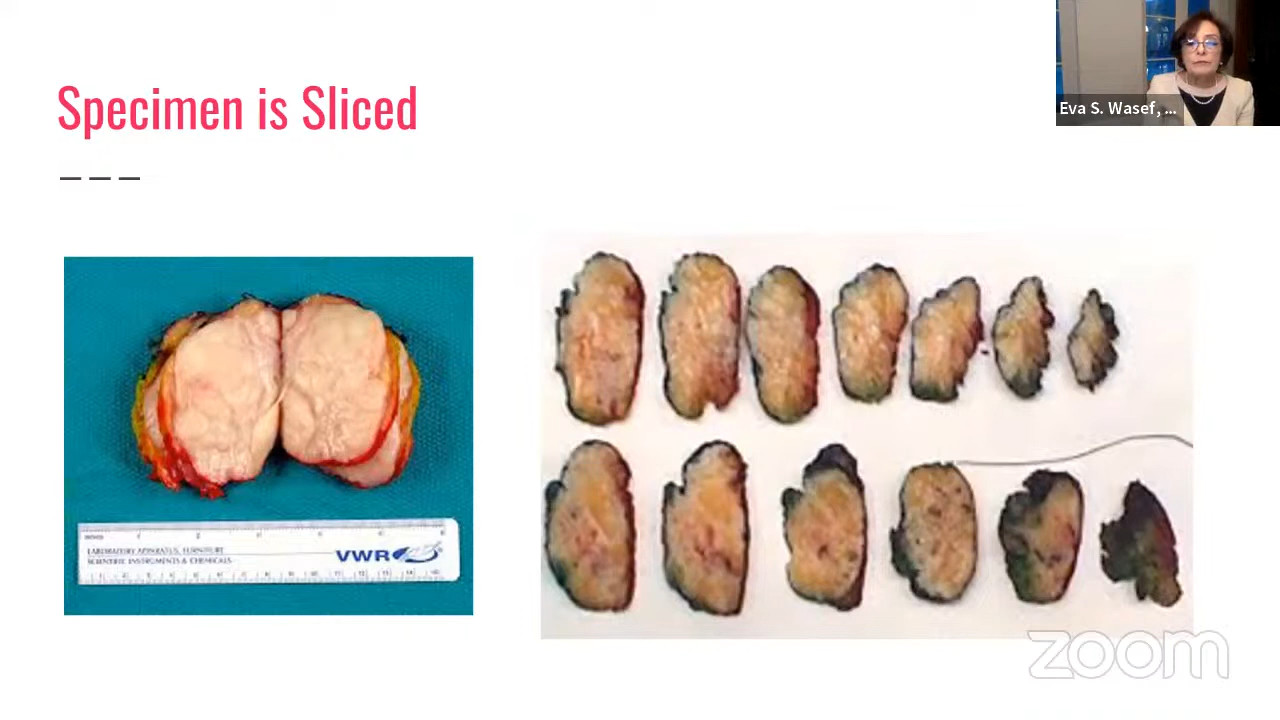 Specimen is Sliced
Eva S. Wasef, ...
LABORATORY APPARATUS, FURNITURE
SCIENTIFIC INSTRUMENTS & CHEMICALS
VWR
zoom